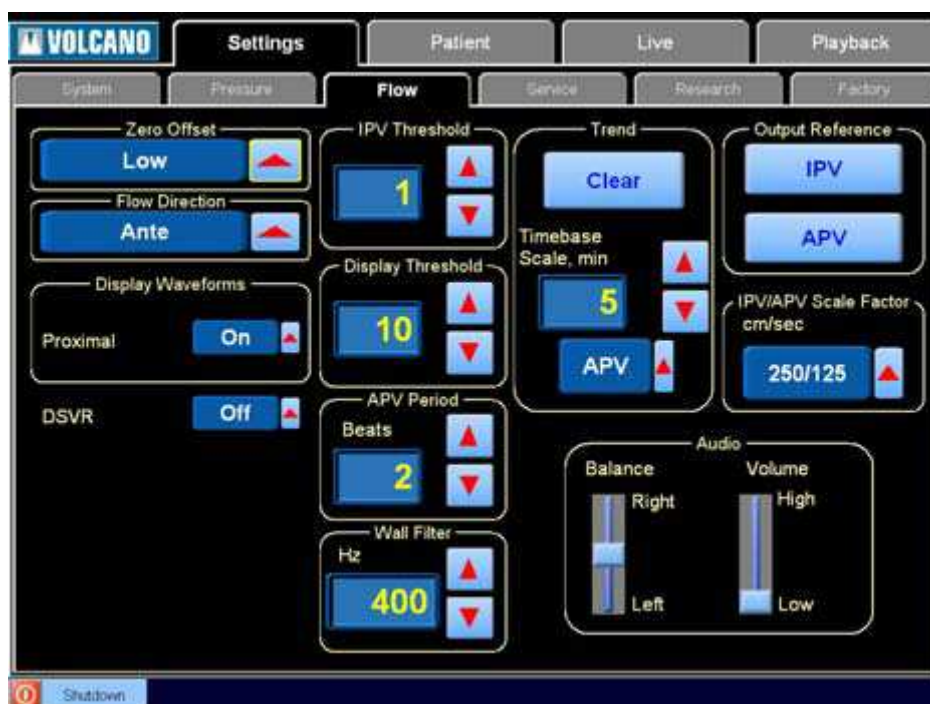 VOLCANO
Settings
Patient
Live
Playback
System
Pressure
Flow
Service
Research
Factory
Zero Offset
Low
Flow Direction
Ante
Display Waveforms
Proximal
On
DSVR
Off
IPV Threshold
1
Display Threshold
10
APV Period
Beats
2
Wall Filter
Hz
400
Trend
Clear
Timebase
Scale, min
5
APV
Output Reference
IPV
APV
IPV/APV Scale Factor
cm/sec
250/125
Audio
Balance
Right
Left
Volume
High
Low
Shutdown